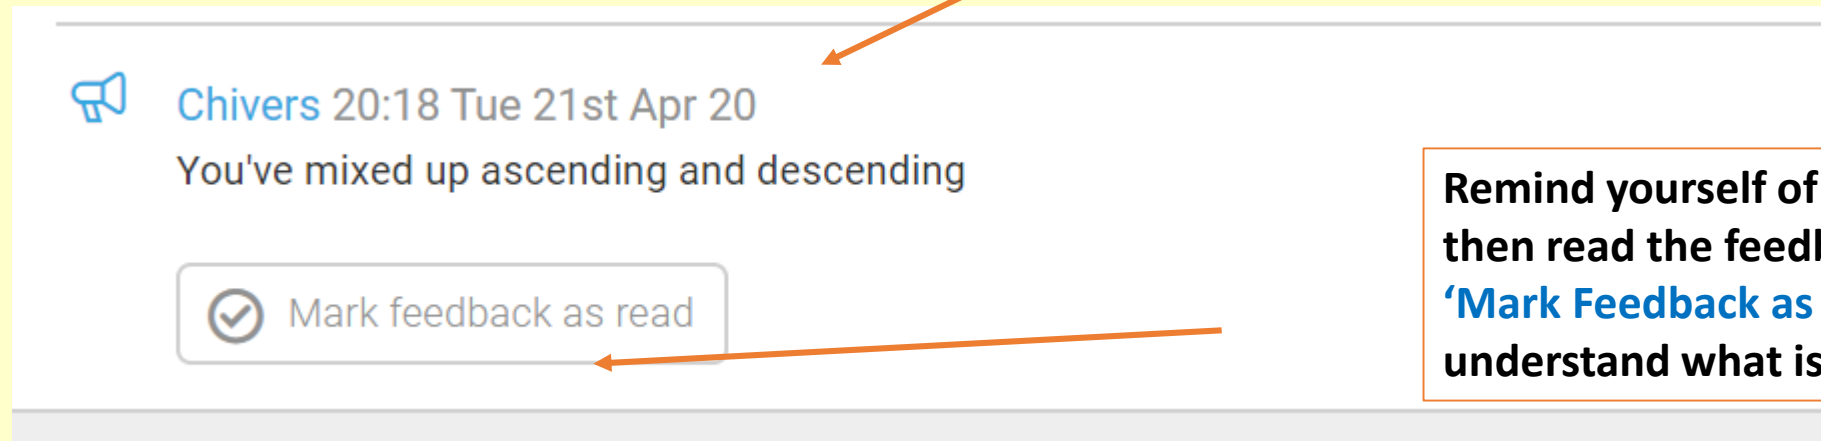 Chivers 20:18 Tue 21st Apr 20
You've mixed up ascending and descending
Mark feedback as read
Remind yourself of
then read the feedb
‘Mark Feedback as
understand what is